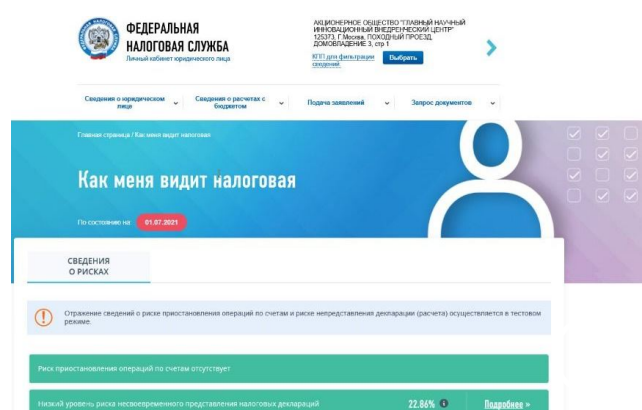 ФЕДЕРАЛЬНАЯ
НАЛОГОВАЯ СЛУЖБА
Личный кабинет юридического лица
АКЦИОНЕРНОЕ ОБЩЕСТВО "ГЛАВНЫЙ НАУЧНЫЙ
ИННОВАЦИОННЫЙ ВНЕДРЕНЧЕСКИЙ ЦЕНТР"
125373, Г.Москва, ПОХОДНЫЙ ПРОЕЗД,
ДОМОВЛАДЕНИЕ 3, стр 1
КПП для фильтрации
сведений
Выбрать
Сведения о юридическом
лице
Сведения о расчетах с
бюджетом
Подача заявлений
Запрос документов
Главная страница / Как меня видит налоговая
Как меня видит налоговая
По состоянию на 01.07.2021
СВЕДЕНИЯ
О РИСКАХ
Отражение сведений о риске приостановления операций по счетам и риске непредставления декларации (расчета) осуществляется в тестовом
режиме.
Риск приостановления операций по счетам отсутствует
Низкий уровень риска несвоевременного представления налоговых деклараций 22.86% Подробнее »